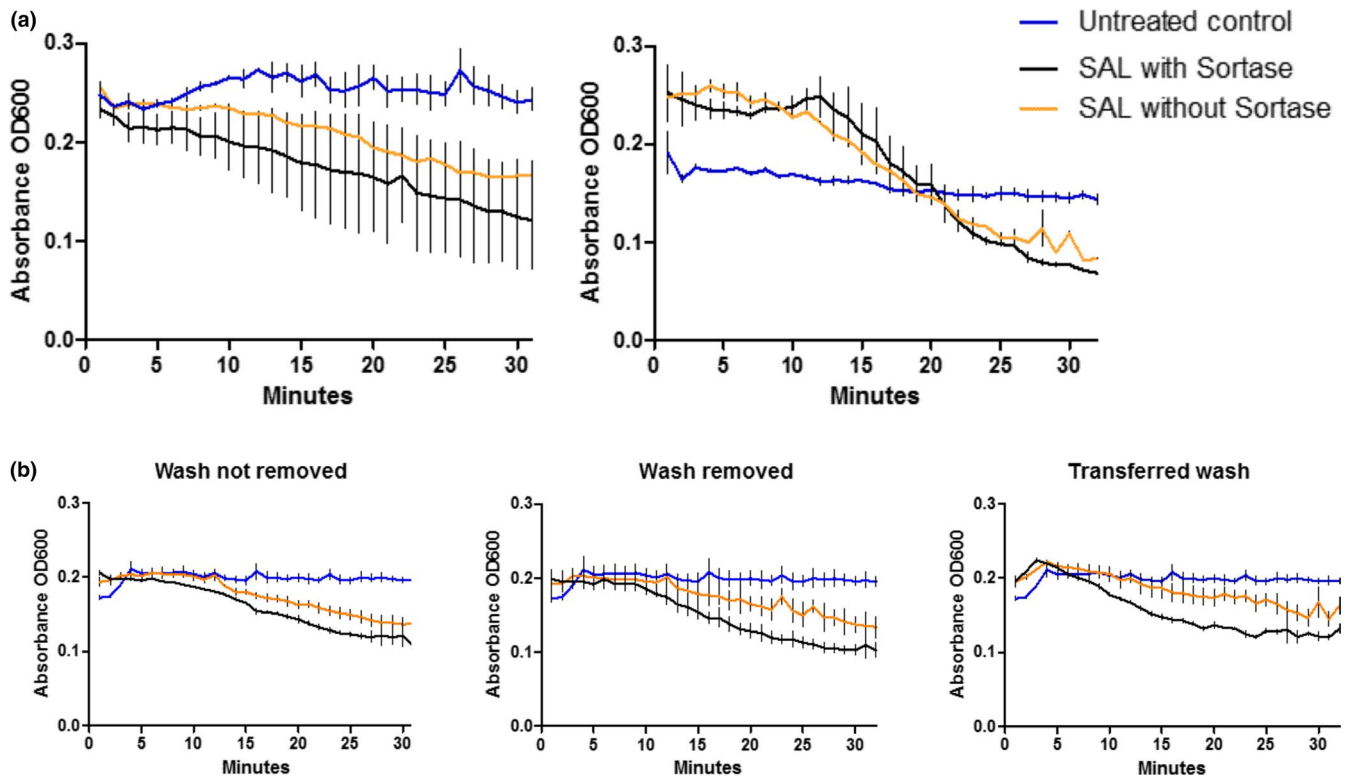 (a)
Untreated control
SAL with Sortase
SAL without Sortase
Absorbance OD600
0.3
0.2
0.1
0.0
0 5 10 15 20 25 30
Minutes
Absorbance OD600
0.3
0.2
0.1
0.0
0 5 10 15 20 25 30
Minutes
(b)
Wash not removed
Absorbance OD600
0.3
0.2
0.1
0.0
0 5 10 15 20 25 30
Minutes
Wash removed
Absorbance OD600
0.3
0.2
0.1
0.0
0 5 10 15 20 25 30
Minutes
Transferred wash
Absorbance OD600
0.3
0.2
0.1
0.0
0 5 10 15 20 25 30
Minutes